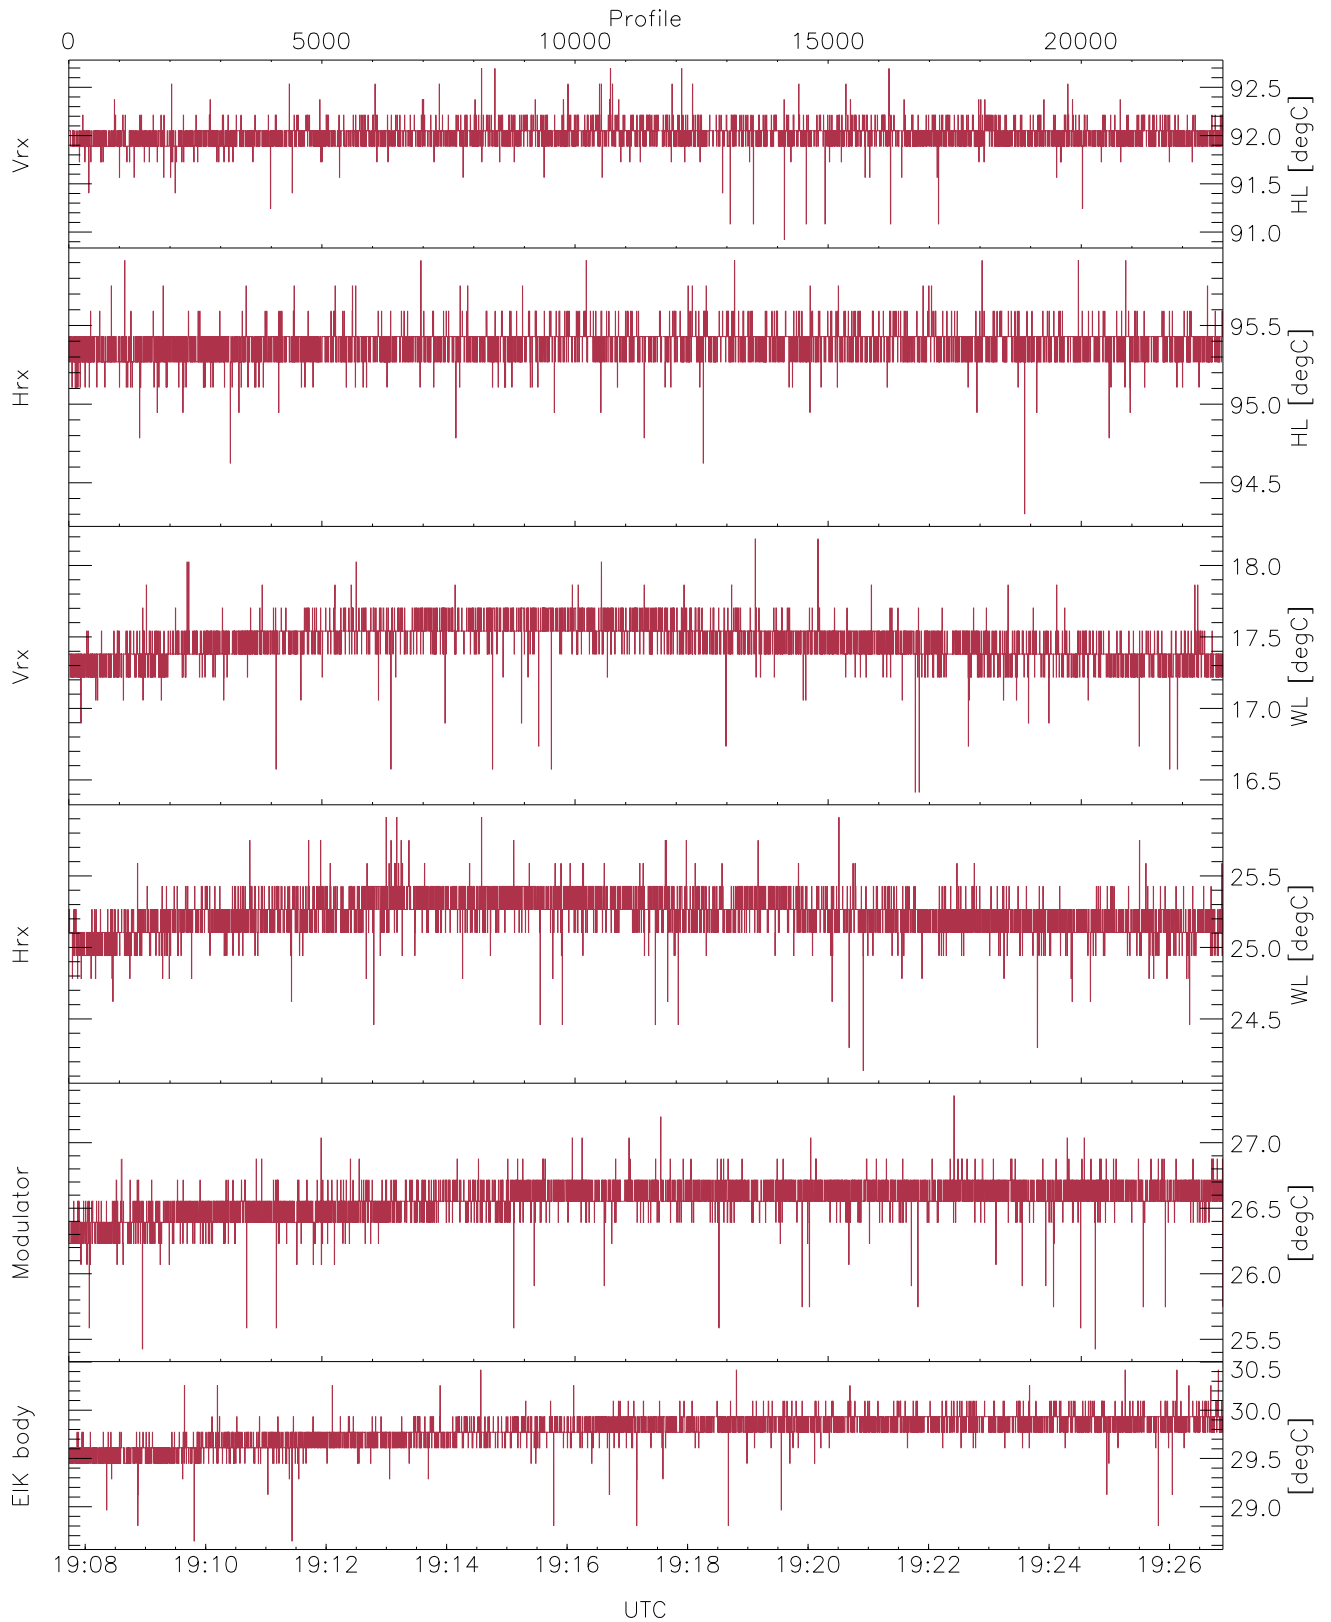 Profile
0 5000 10000 15000 20000
Vrx
92.5
92.0
91.5
91.0
HL [degC]
Hrx
95.5
95.0
94.5
HL [degC]
Vrx
18.0
17.5
17.0
16.5
WL [degC]
Hrx
25.5
25.0
24.5
WL [degC]
Modulator
27.0
26.5
26.0
25.5
[degC]
EIK body
30.5
30.0
29.5
29.0
[degC]
19:08 19:10 19:12 19:14 19:16 19:18 19:20 19:22 19:24 19:26
UTC